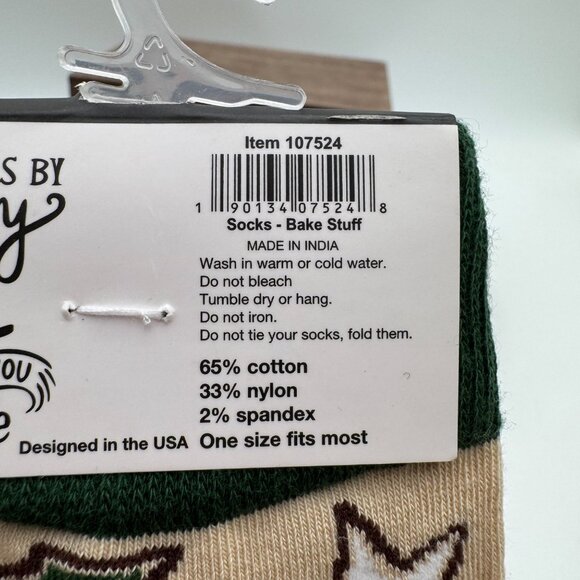 Item 107524
1 90134 07524 8
Socks - Bake Stuff
MADE IN INDIA
Wash in warm or cold water.
Do not bleach
Tumble dry or hang.
Do not iron.
Do not tie your socks, fold them.
65% cotton
33% nylon
2% spandex
One size fits most
Designed in the USA
BY
YOU